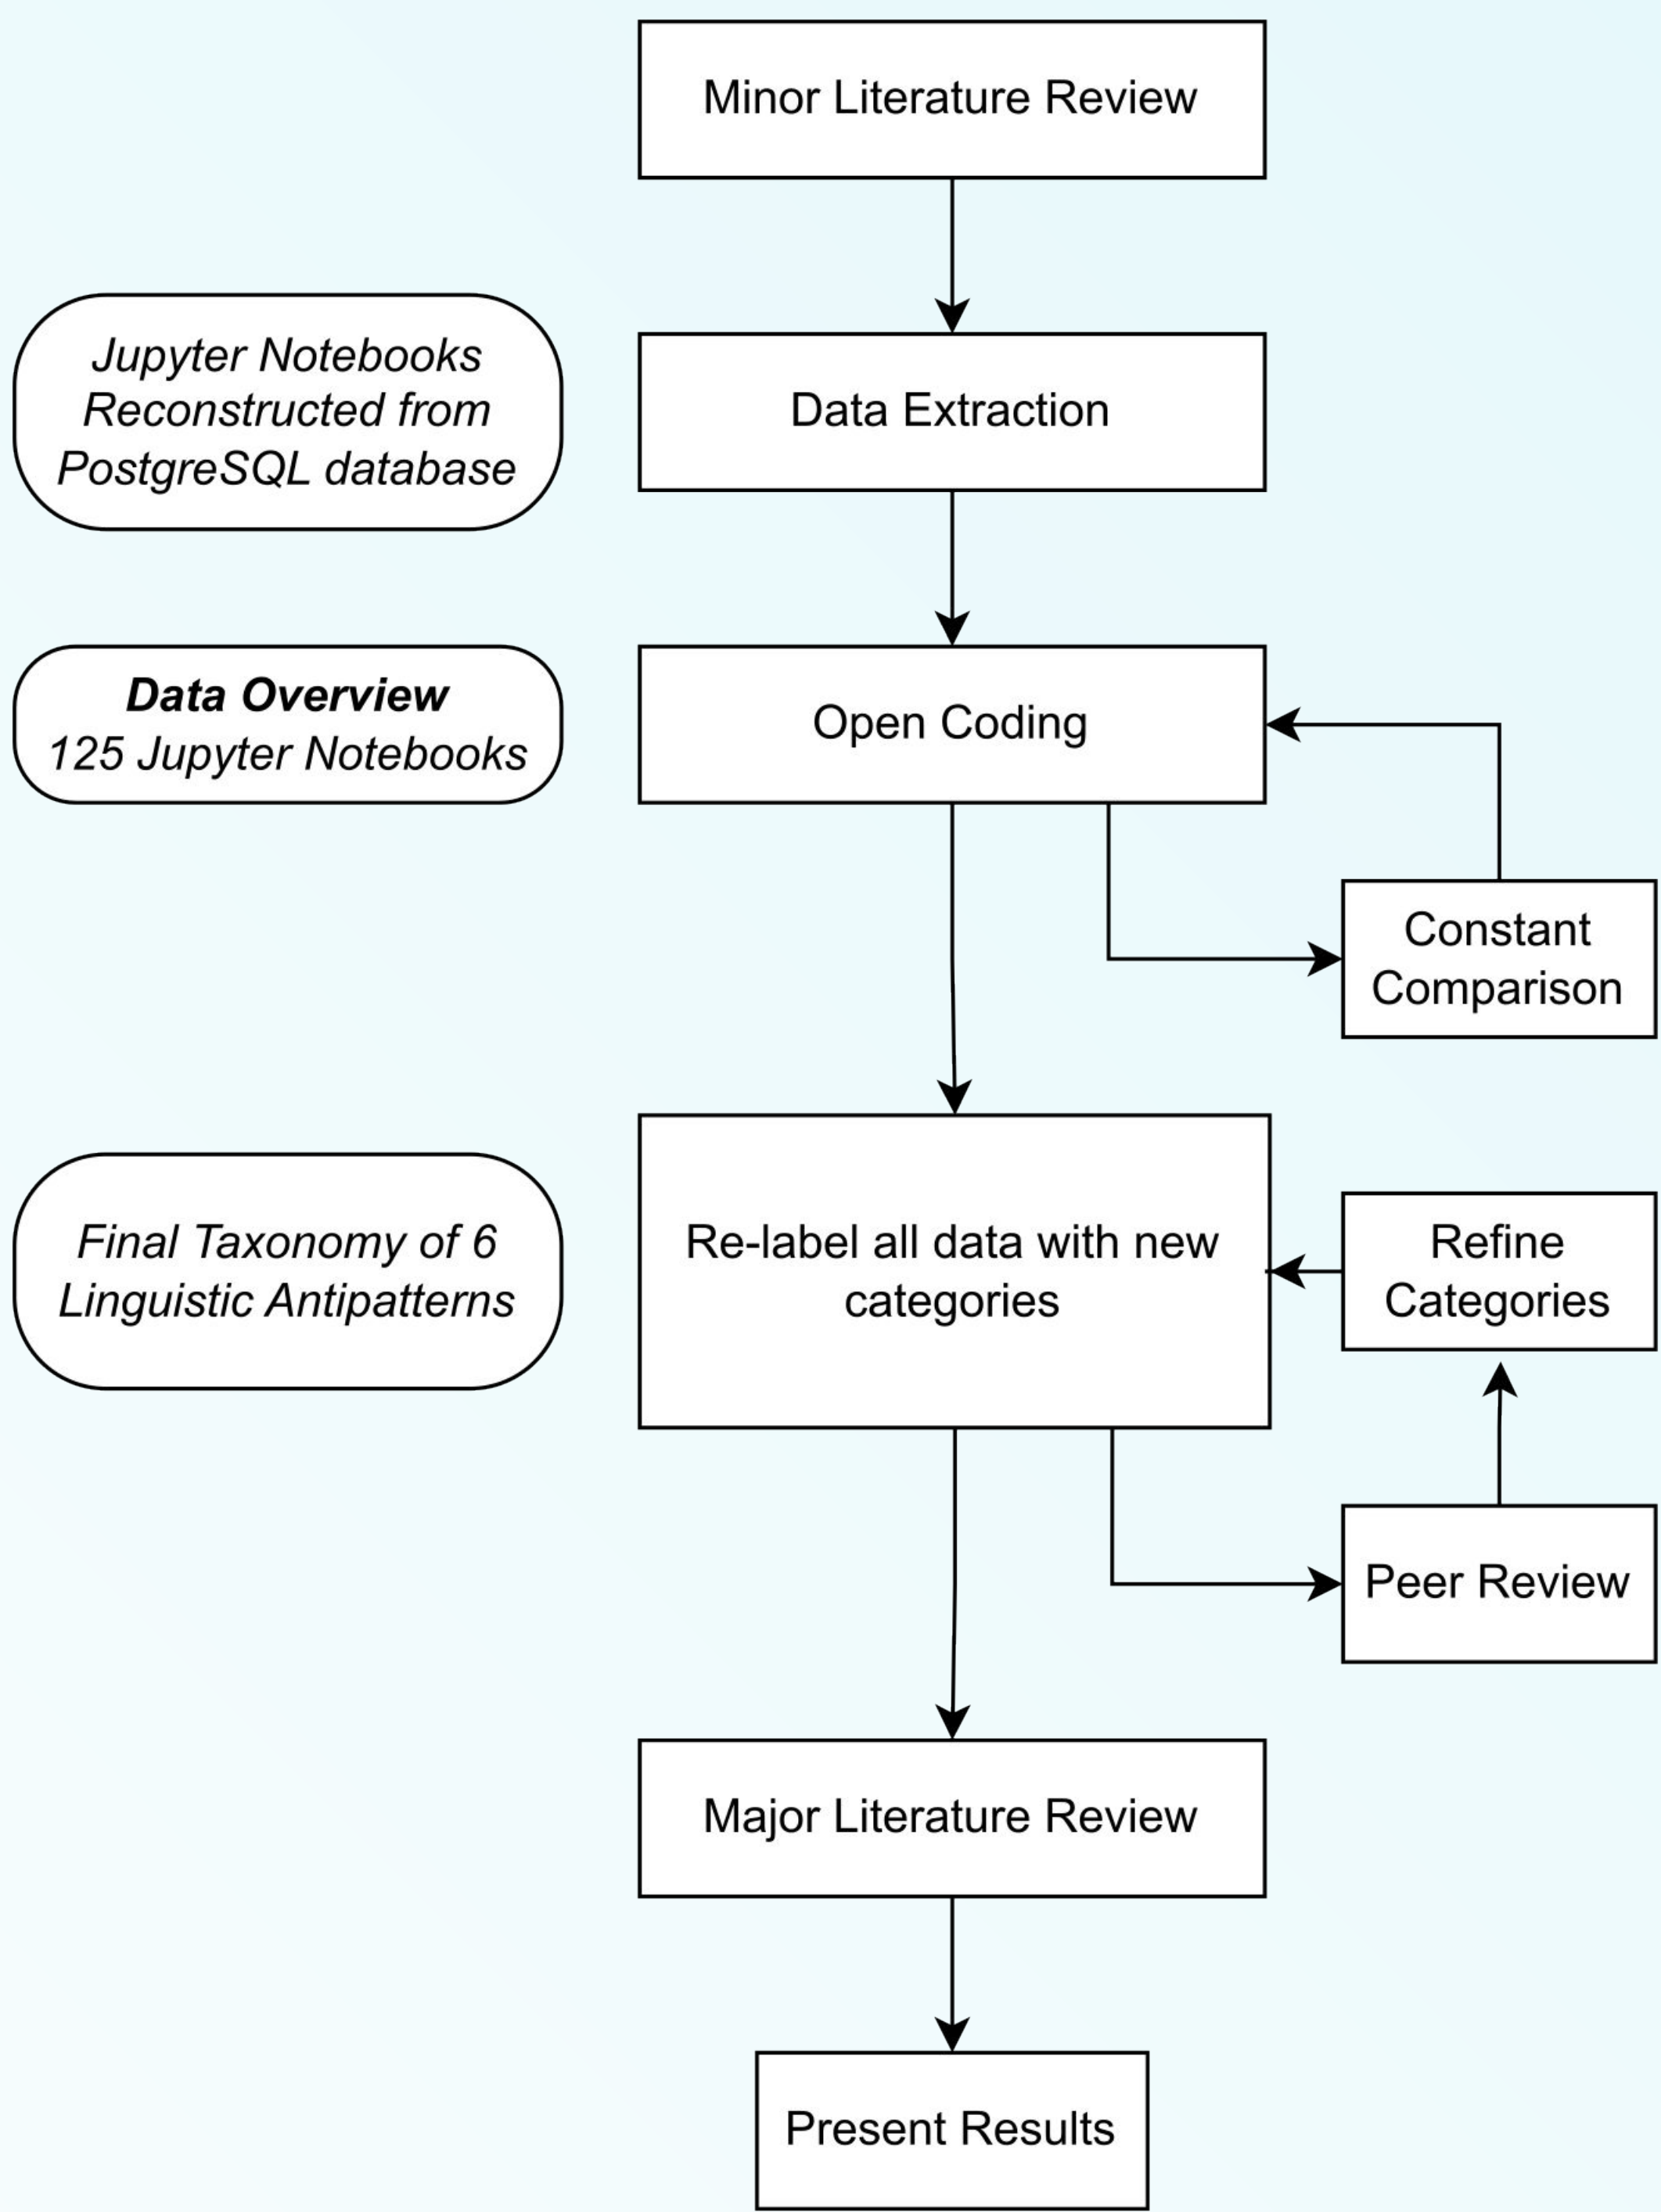 Minor Literature Review
Jupyter Notebooks
Reconstructed from
PostgreSQL database
Data Extraction
Data Overview
125 Jupyter Notebooks
Open Coding
Constant
Comparison
Final Taxonomy of 6
Linguistic Antipatterns
Re-label all data with new
categories
Refine
Categories
Peer Review
Major Literature Review
Present Results